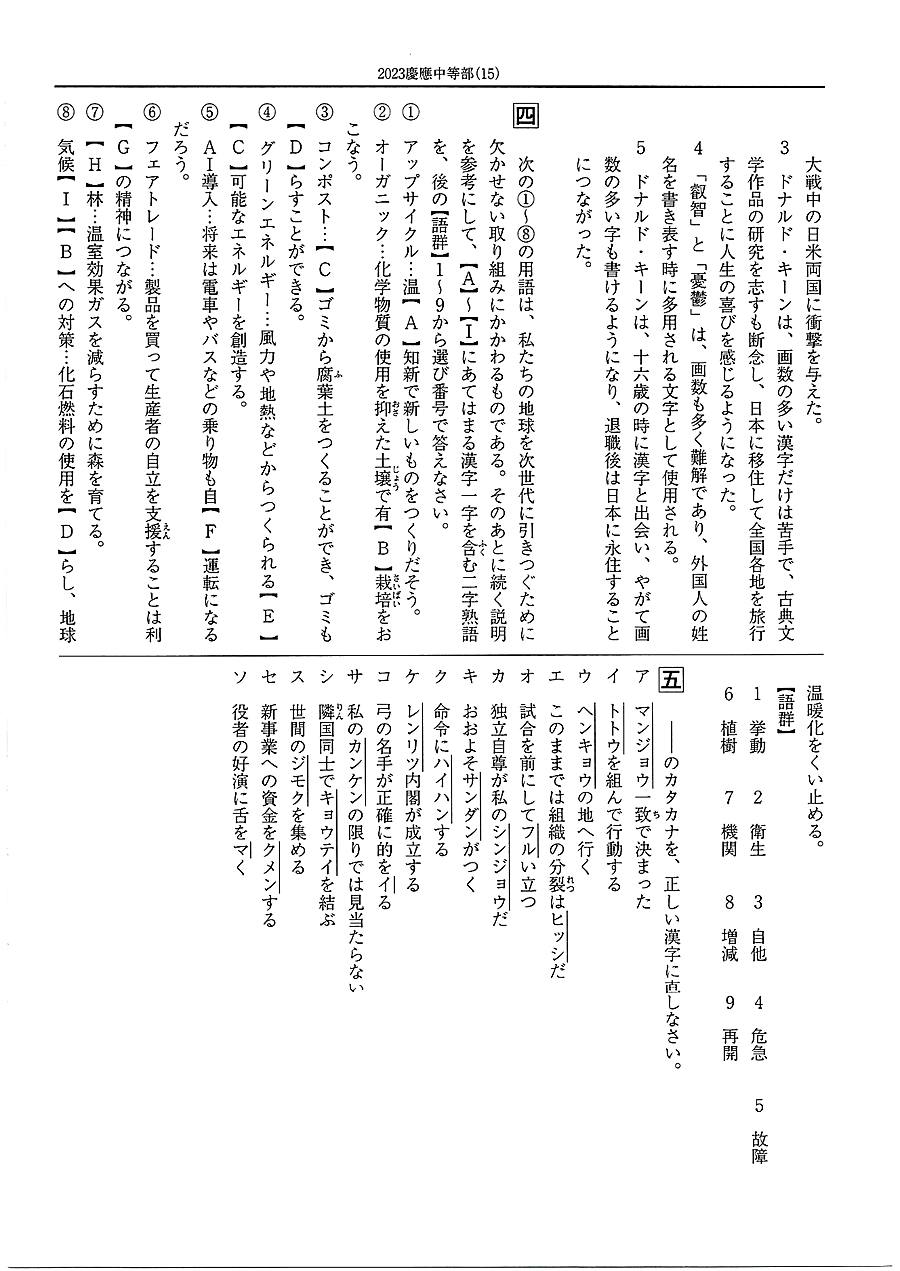 2023慶應中等部(15)
大戦中の日米両国に衝撃を与えた。
3 ドナルド・キーンは、画数の多い漢字だけは苦手で、古典文
学作品の研究を志すも断念し、日本に移住して全国各地を旅行
することに人生の喜びを感じるようになった。
4 「叡智」と「憂鬱」は、画数も多く難解であり、外国人の姓
名を書き表す時に多用される文字として使用される。
5 ドナルド・キーンは、十六歳の時に漢字と出会い、やがて画
数の多い字も書けるようになり、退職後は日本に永住すること
につながった。
四 次の①〜⑧の用語は、私たちの地球を次世代に引きつぐために
欠かせない取り組みにかかわるものである。そのあとに続く説明
を参考にして、【A】〜【I】にあてはまる漢字一字を含(ふく)む二字熟語
を、後の【語群】1〜9から選び番号で答えなさい。
① アップサイクル…温【A】知新で新しいものをつくりだそう。
② オーガニック…化学物質の使用を抑(おさ)えた土壌(じょう)で有【B】栽培(さいばい)をお
こなう。
③ コンポスト…【C】ゴミから腐(ふ)葉土をつくることができ、ゴミも
【D】らすことができる。
④ グリーンエネルギー…風力や地熱などからつくられる【E】
【C】可能なエネルギーを創造する。
⑤ AI導入…将来は電車やバスなどの乗り物も自【F】運転になる
だろう。
⑥ フェアトレード…製品を買って生産者の自立を支援(えん)することは利
【G】の精神につながる。
⑦ 【H】林…温室効果ガスを減らすために森を育てる。
⑧ 気候【I】【B】への対策…化石燃料の使用を【D】らし、地球
温暖化をくい止める。
【語群】
1 挙動 2 衛生 3 自他 4 危急 5 故障
6 植樹 7 機関 8 増減 9 再開
五 ――のカタカナを、正しい漢字に直しなさい。
ア マンジョウ一致(ち)で決まった
イ トトウを組んで行動する
ウ ヘンキョウの地へ行く
エ このままでは組織の分裂(れつ)はヒッシだ
オ 試合を前にしてフルい立つ
カ 独立自尊が私のシンジョウだ
キ おおよそサンダンがつく
ク 命令にハイハンする
ケ レンリツ内閣が成立する
コ 弓の名手が正確に的をイる
サ 私のカンケンの限りでは見当たらない
シ 隣(りん)国同士でキョウテイを結ぶ
ス 世間のジモクを集める
セ 新事業への資金をクメンする
ソ 役者の好演に舌をマく